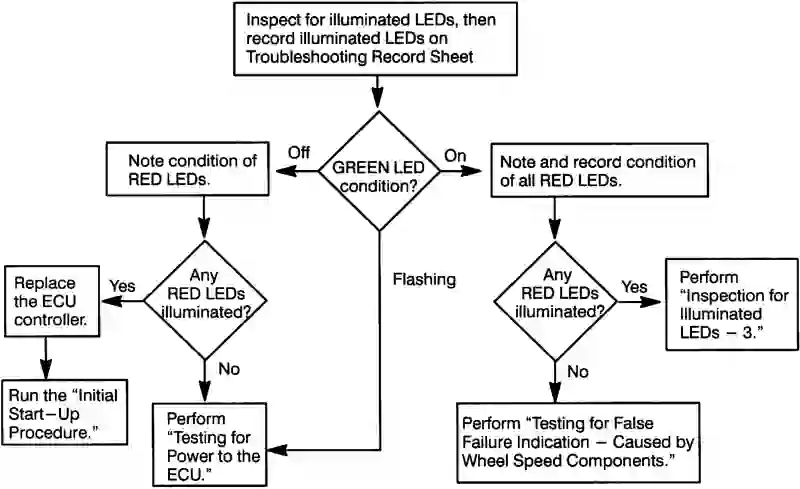 Inspect for illuminated LEDs, then
record illuminated LEDs on
Troubleshooting Record Sheet
Off
GREEN LED
condition?
On
Note condition of
RED LEDs.
Note and record condition
of all RED LEDs.
Flashing
Replace
the ECU
controller.
Yes
Any
RED LEDs
illuminated?
No
Any
RED LEDs
illuminated?
Yes
No
Perform
“Inspection for
Illuminated
LEDs – 3.”
Run the “Initial
Start–Up
Procedure.”
Perform
“Testing for
Power to the
ECU.”
Perform “Testing for False
Failure Indication – Caused by
Wheel Speed Components.”